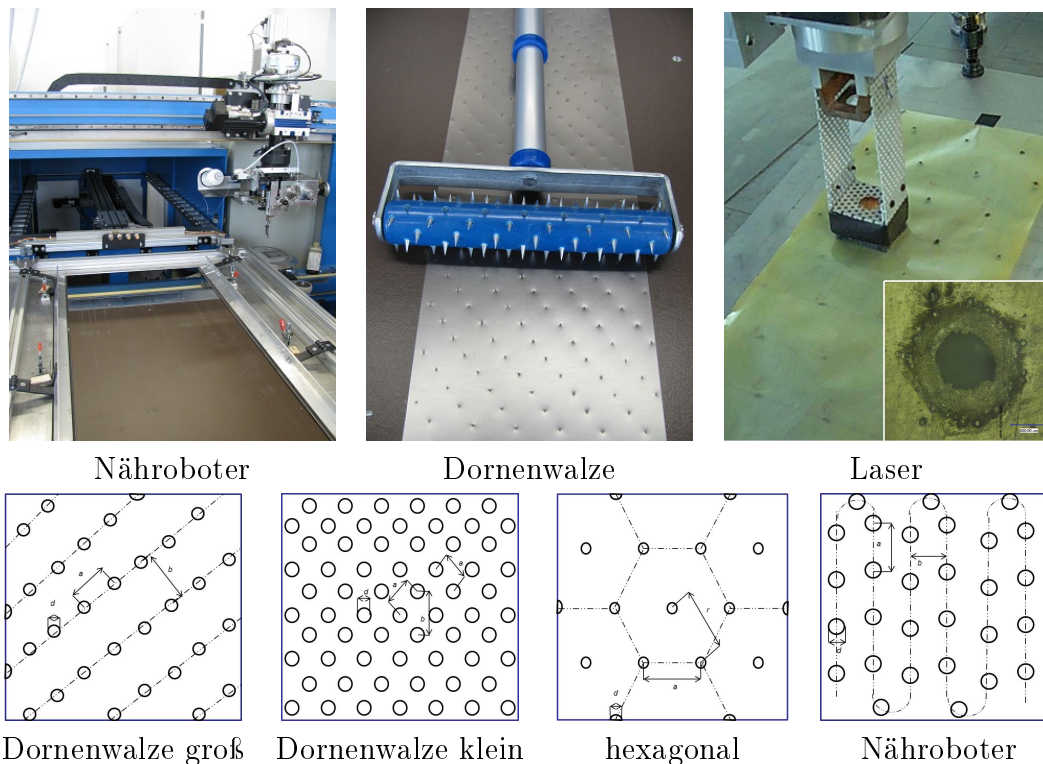 Nähroboter Dornenwalze Laser
a b d
d a a b
r a d
a b d
Dornenwalze groß Dornenwalze klein hexagonal Nähroboter